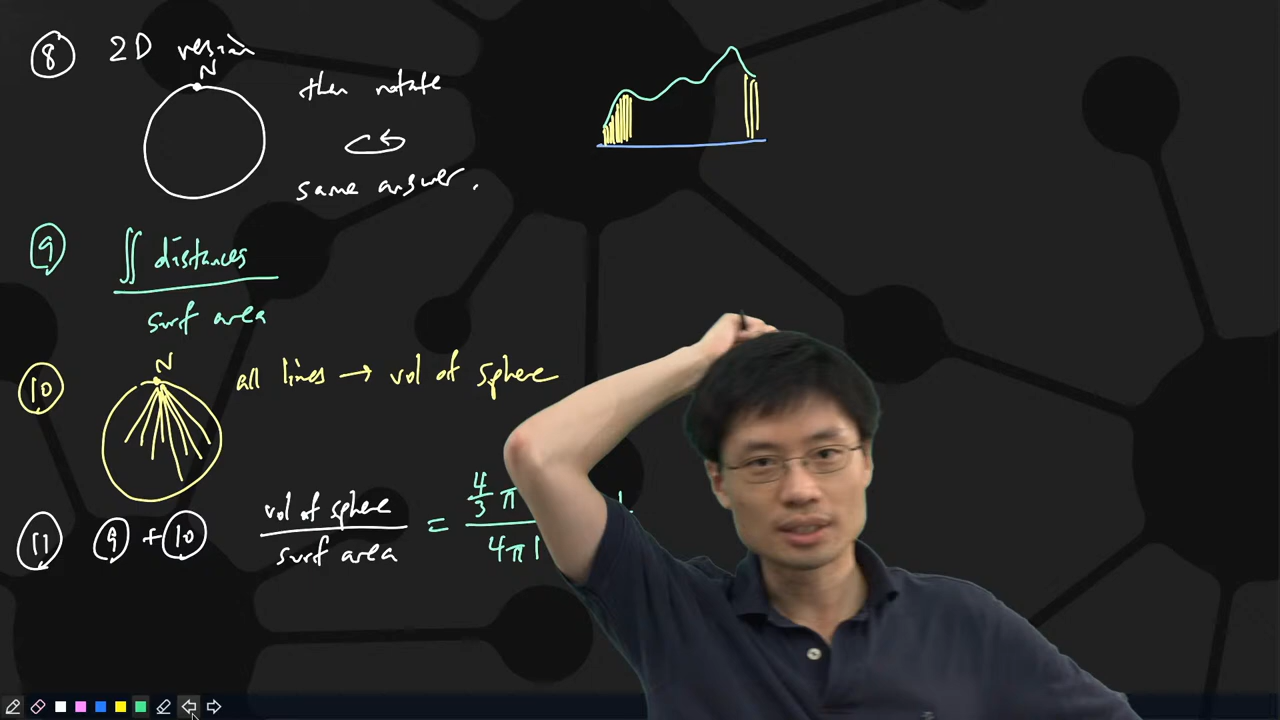 8 2D version
N
then rotate
same answer.
9 ∬ distances
surf area
10 N all lines → vol of sphere
11 9 + 10 vol of sphere = 4/3 π
surf area 4π1